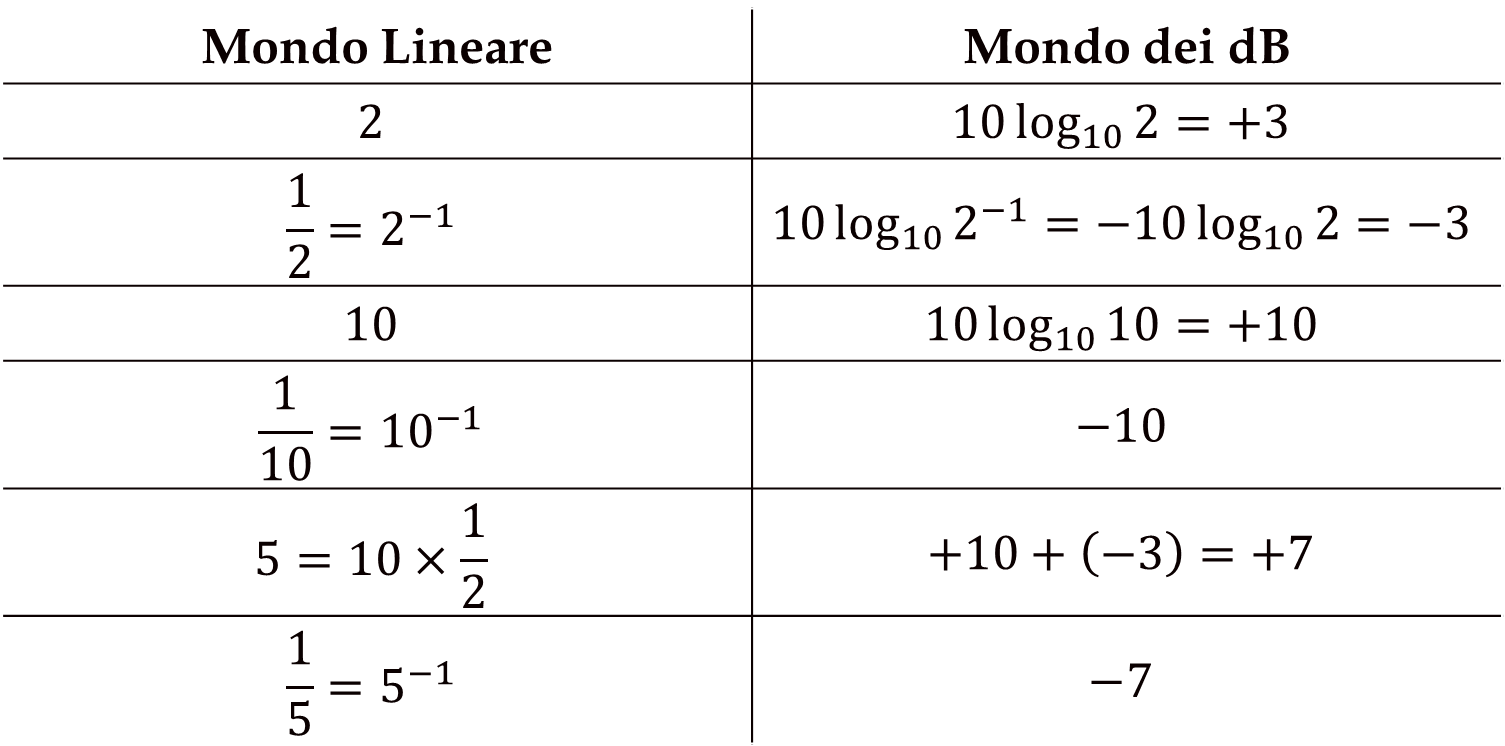 Mondo Lineare | Mondo dei dB
2 | 10 log₁₀ 2 = +3
1/2 = 2⁻¹ | 10 log₁₀ 2⁻¹ = −10 log₁₀ 2 = −3
10 | 10 log₁₀ 10 = +10
1/10 = 10⁻¹ | −10
5 = 10 × 1/2 | +10 + (−3) = +7
1/5 = 5⁻¹ | −7